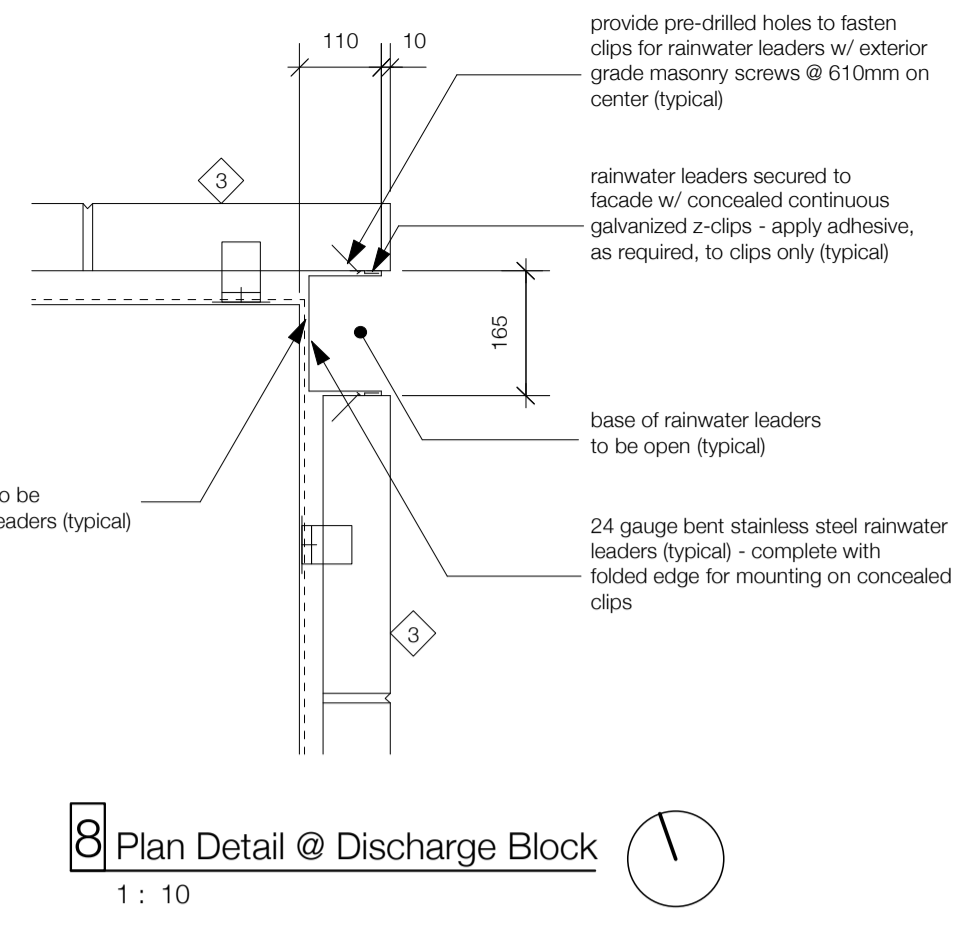 110
10
provide pre-drilled holes to fasten
clips for rainwater leaders w/ exterior
grade masonry screws @ 610mm on
center (typical)
3
rainwater leaders secured to
facade w/ concealed continuous
galvanized z-clips - apply adhesive,
as required, to clips only (typical)
165
base of rainwater leaders
to be open (typical)
be
(typical)
24 gauge bent stainless steel rainwater
leaders (typical) - complete with
folded edge for mounting on concealed
clips
3
8 Plan Detail @ Discharge Block
1 : 10